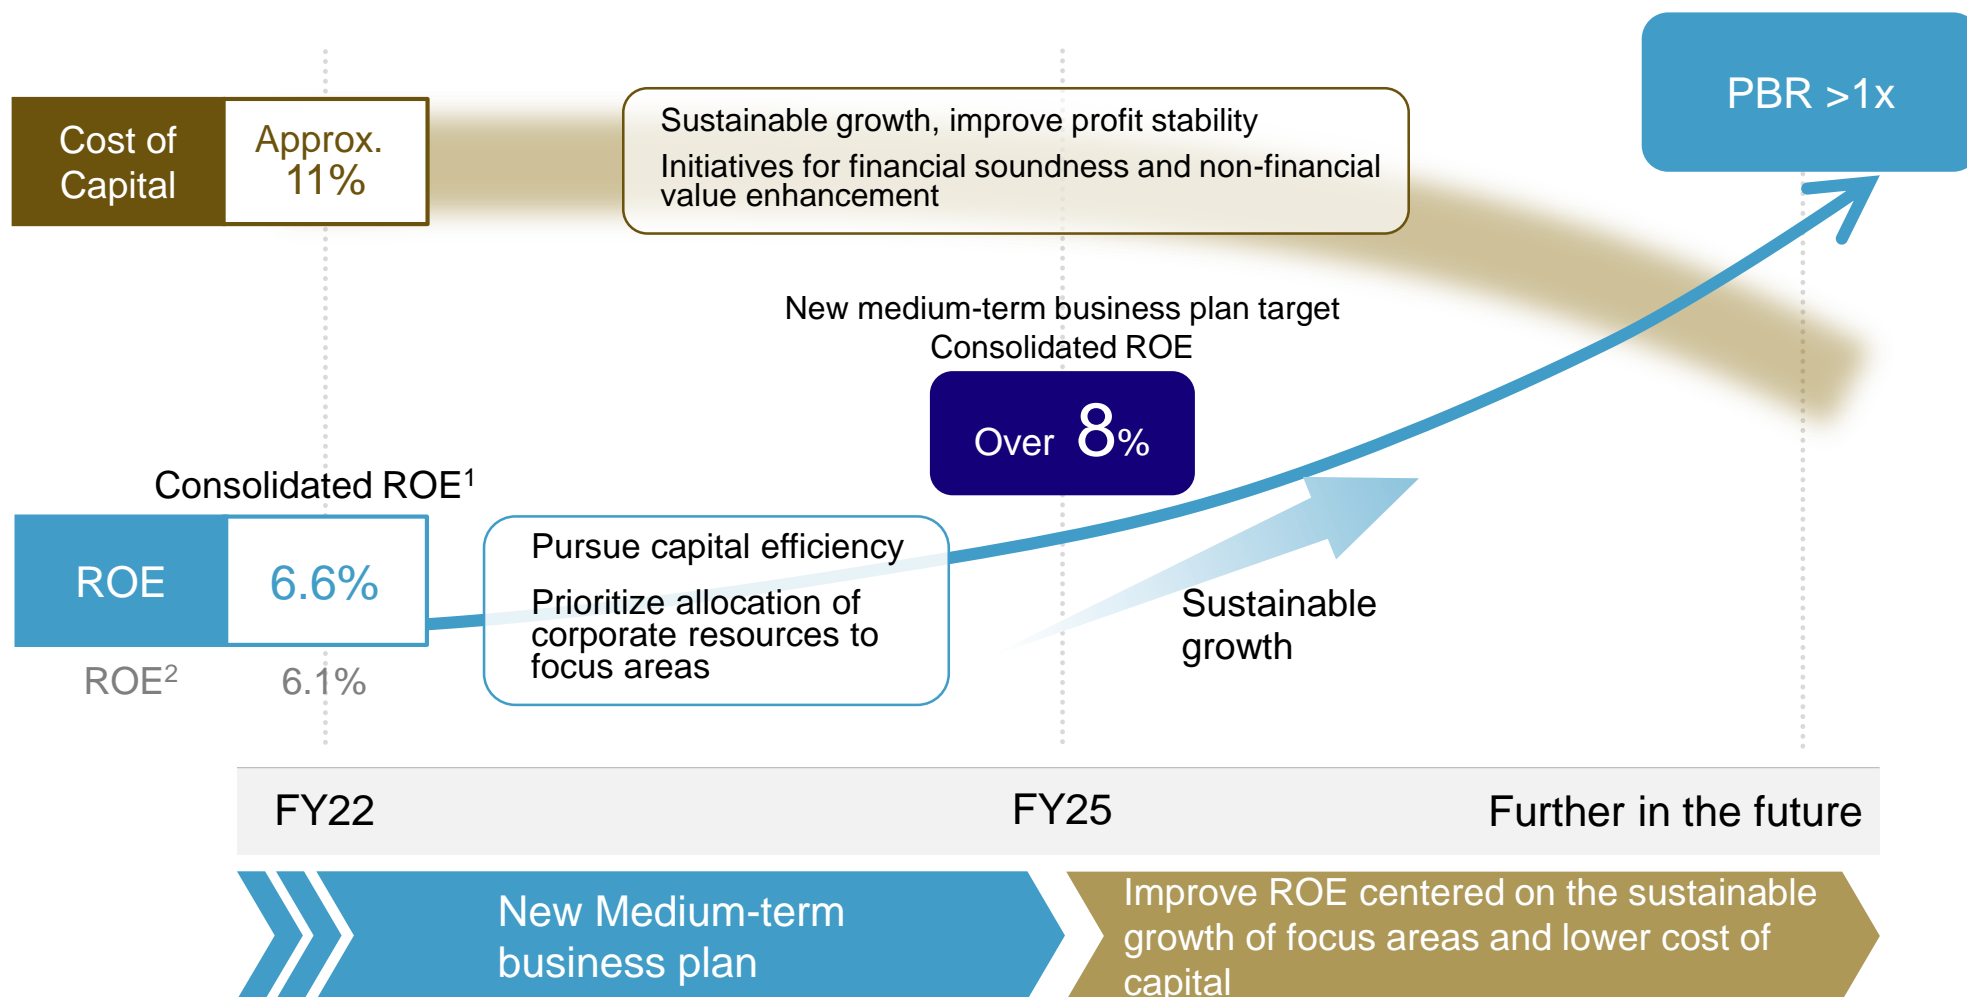 PBR >1x
Cost of
Capital
Approx.
11%
Sustainable growth, improve profit stability
Initiatives for financial soundness and non-financial
value enhancement
New medium-term business plan target
Consolidated ROE
Over 8%
Consolidated ROE¹
ROE
6.6%
ROE²
6.1%
Pursue capital efficiency
Prioritize allocation of
corporate resources to
focus areas
Sustainable
growth
FY22
FY25
Further in the future
New Medium-term
business plan
Improve ROE centered on the sustainable
growth of focus areas and lower cost of
capital